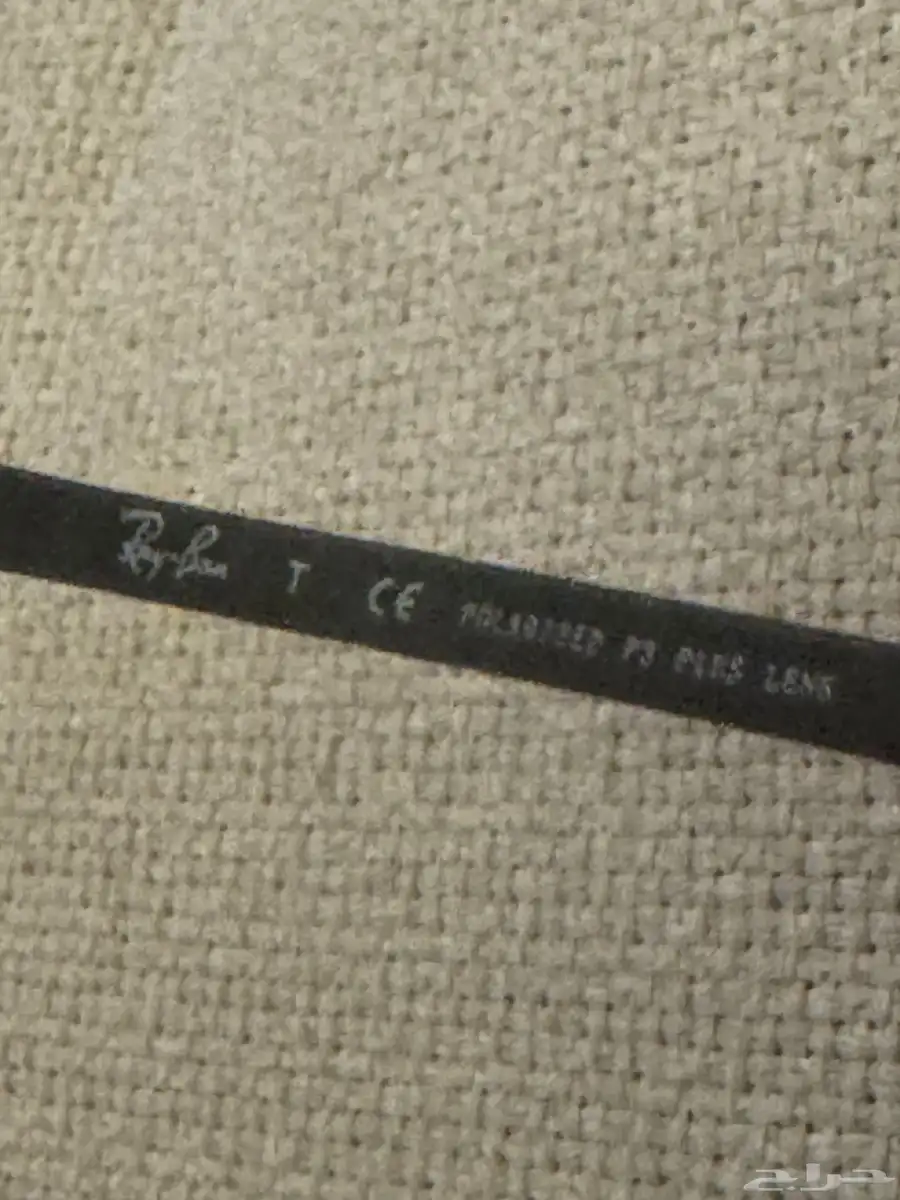 Ray-Ban T CE POLARIZED P3 PLUS LENS
حراج